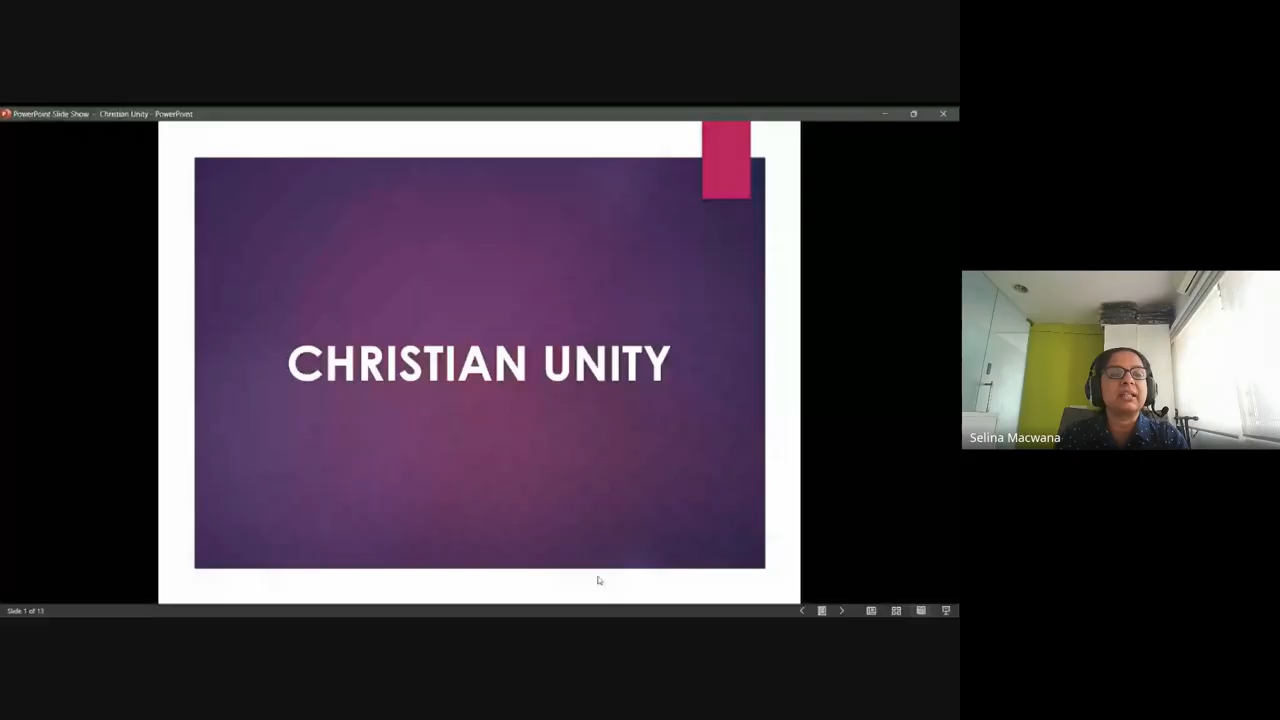 PowerPoint Slide Show - Christian Unity - PowerPoint
CHRISTIAN UNITY
Selina Macwana
Slide 1 of 13